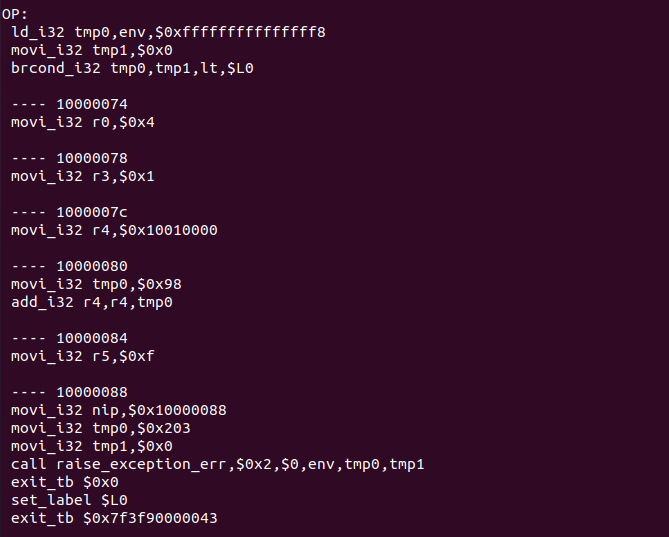 OP:
ld_i32 tmp0,env,$0xfffffffffffffff8
movi_i32 tmp1,$0x0
brcond_i32 tmp0,tmp1,lt,$L0
---- 10000074
movi_i32 r0,$0x4
---- 10000078
movi_i32 r3,$0x1
---- 1000007c
movi_i32 r4,$0x10010000
---- 10000080
movi_i32 tmp0,$0x98
add_i32 r4,r4,tmp0
---- 10000084
movi_i32 r5,$0xf
---- 10000088
movi_i32 nip,$0x10000088
movi_i32 tmp0,$0x203
movi_i32 tmp1,$0x0
call raise_exception_err,$0x2,$0,env,tmp0,tmp1
exit_tb $0x0
set_label $L0
exit_tb $0x7f3f90000043